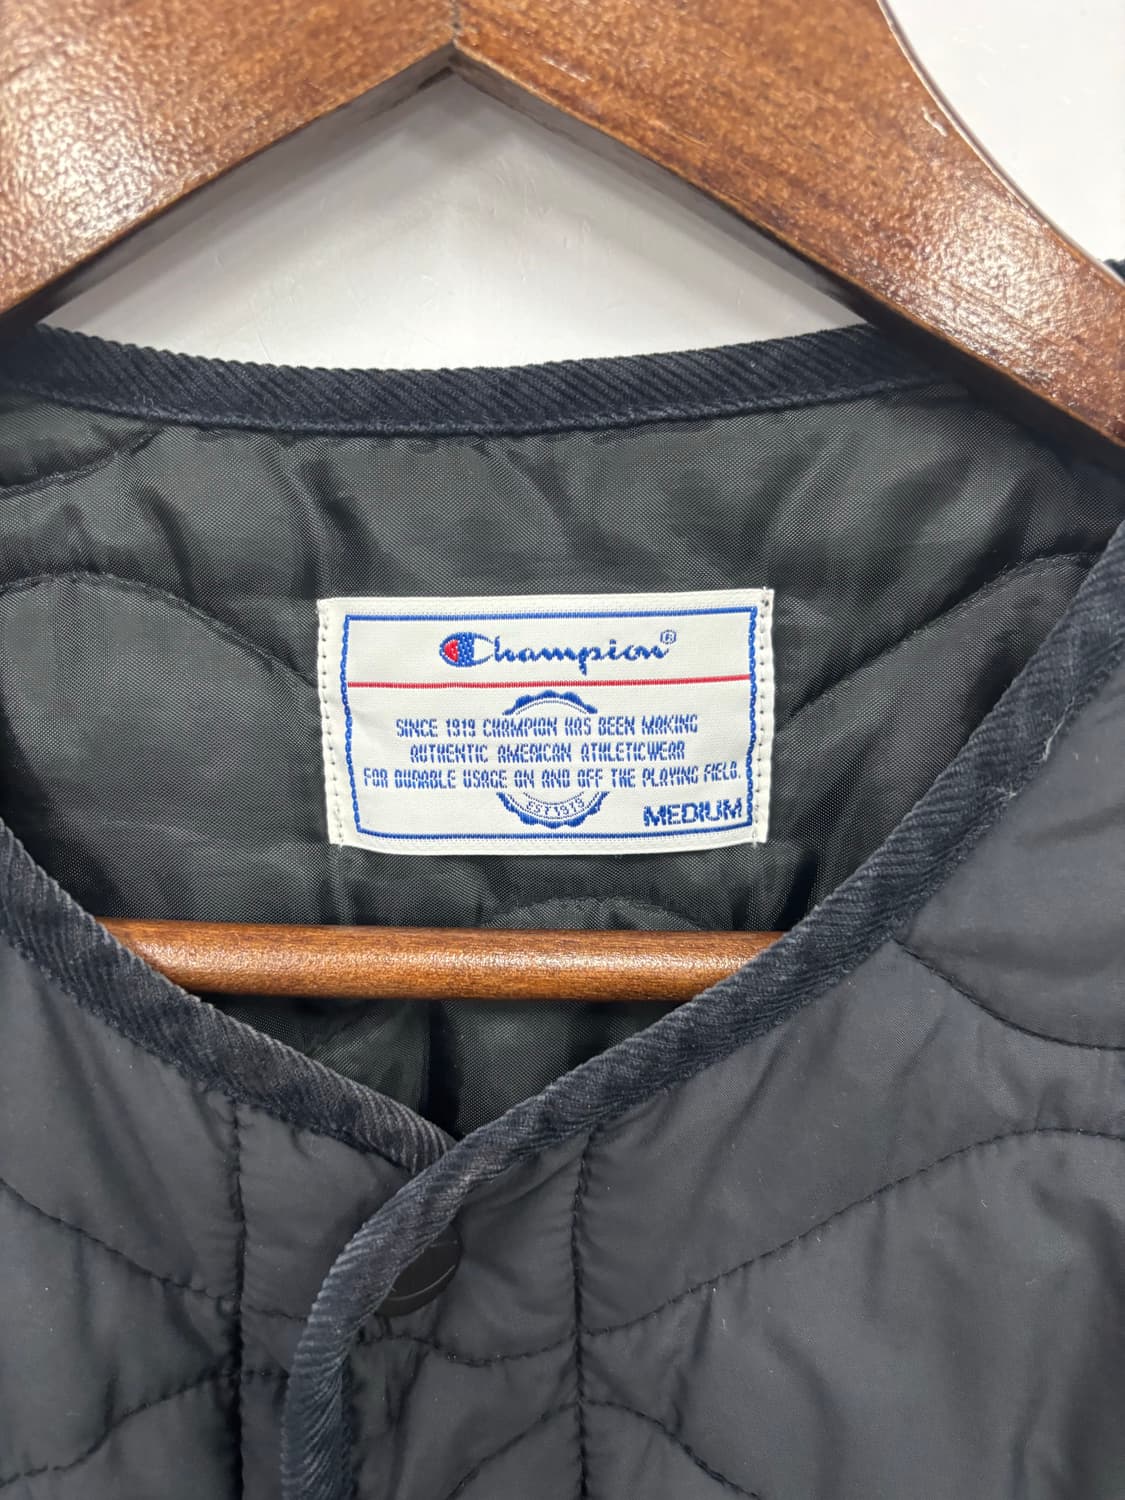 Champion®
SINCE 1919 CHAMPION HAS BEEN MAKING
AUTHENTIC AMERICAN ATHLETICWEAR
FOR DURABLE USAGE ON AND OFF THE PLAYING FIELD.
EST 1919
MEDIUM